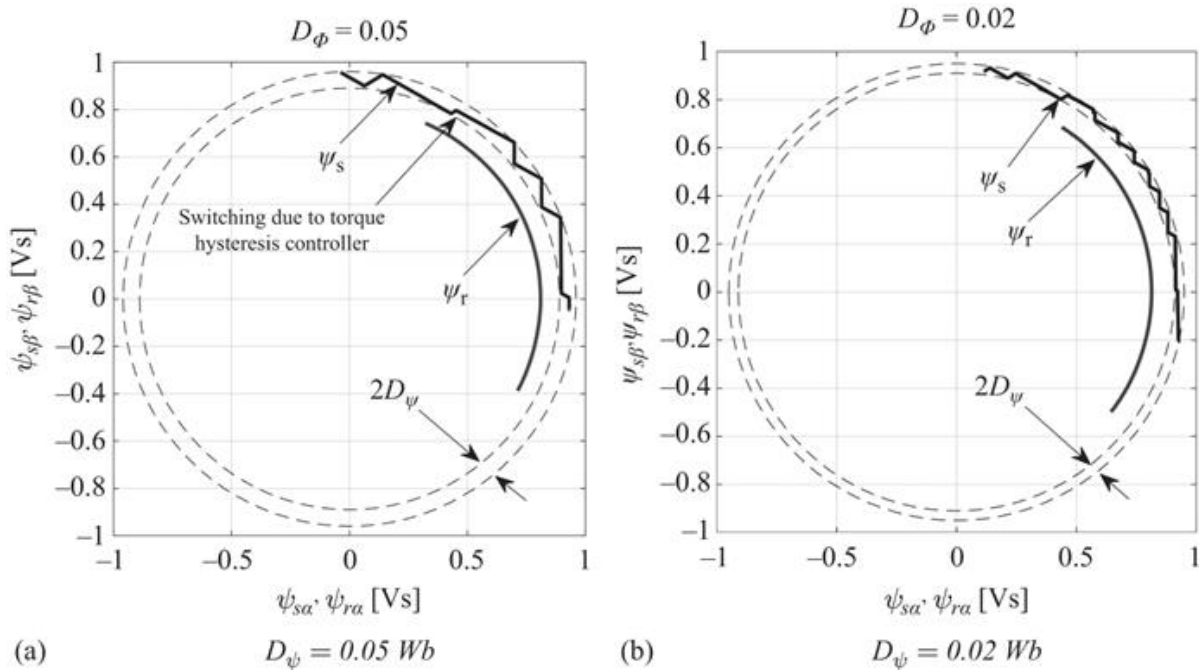 D_Φ = 0.05
1
0.8
0.6
0.4
0.2
0
–0.2
–0.4
–0.6
–0.8
–1
–1
–0.5
0
0.5
1
ψ_sβ, ψ_rβ [Vs]
ψ_s
Switching due to torque
hysteresis controller
ψ_r
2D_ψ
ψ_sα, ψ_rα [Vs]
(a)
D_ψ = 0.05 Wb
D_Φ = 0.02
1
0.8
0.6
0.4
0.2
0
–0.2
–0.4
–0.6
–0.8
–1
–1
–0.5
0
0.5
1
ψ_sβ, ψ_rβ [Vs]
ψ_s
ψ_r
2D_ψ
ψ_sα, ψ_rα [Vs]
(b)
D_ψ = 0.02 Wb